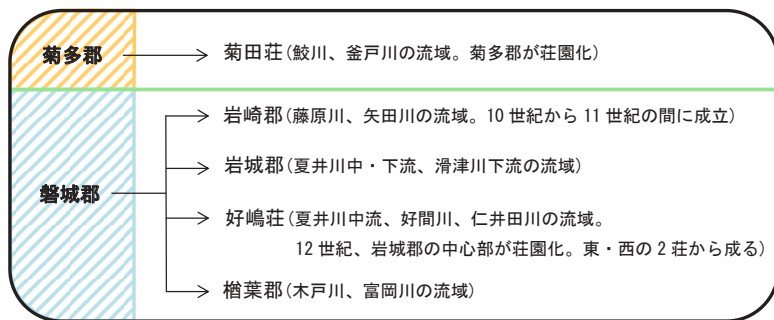 菊多郡
菊田荘(鮫川、釜戸川の流域。菊多郡が荘園化)
磐城郡
岩崎郡(藤原川、矢田川の流域。10世紀から11世紀の間に成立)
岩城郡(夏井川中・下流、滑津川下流の流域)
好嶋荘(夏井川中流、好間川、仁井田川の流域。
12世紀、岩城郡の中心部が荘園化。東・西の2荘から成る)
楢葉郡(木戸川、富岡川の流域)